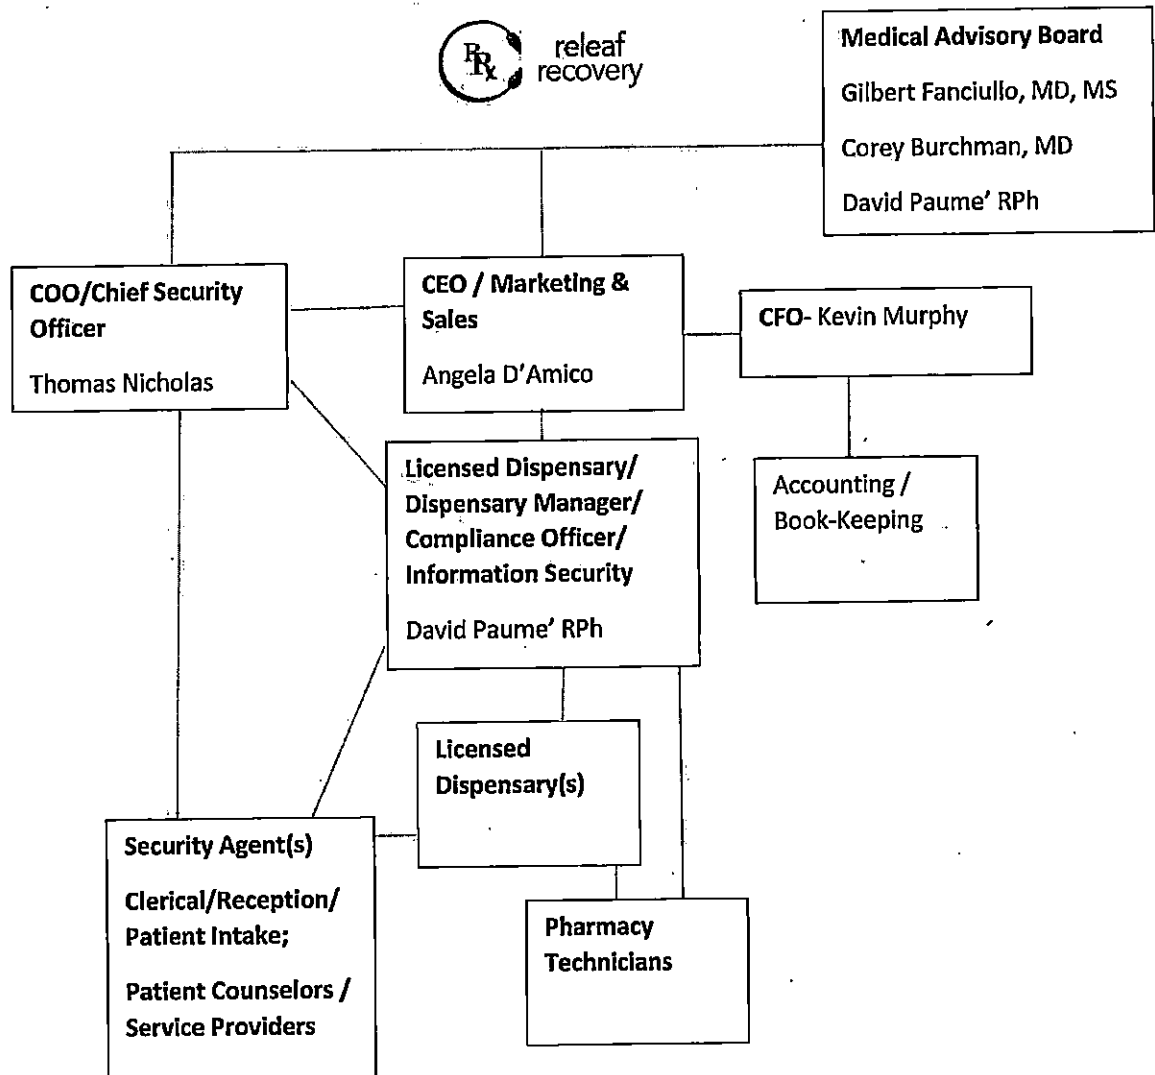 RRx
releaf
recovery
Medical Advisory Board
Gilbert Fanciullo, MD, MS
Corey Burchman, MD
David Paume’ RPh
COO/Chief Security
Officer
Thomas Nicholas
CEO / Marketing &
Sales
Angela D’Amico
CFO- Kevin Murphy
Licensed Dispensary/
Dispensary Manager/
Compliance Officer/
Information Security
David Paume’ RPh
Accounting /
Book-Keeping
Licensed
Dispensary(s)
Security Agent(s)
Clerical/Reception/
Patient Intake;
Patient Counselors /
Service Providers
Pharmacy
Technicians